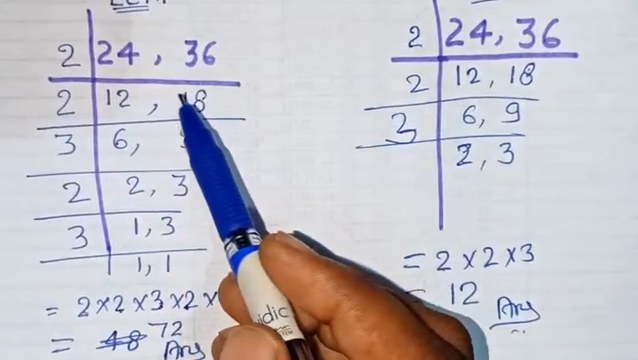 LCM
2 24, 36
2 12, 18
3 6,
2 2, 3
3 1, 3
1, 1
= 2×2×3×2×
= 48 72
Ans
2 24, 36
2 12, 18
3 6, 9
2, 3
= 2×2×3
= 12 Ans